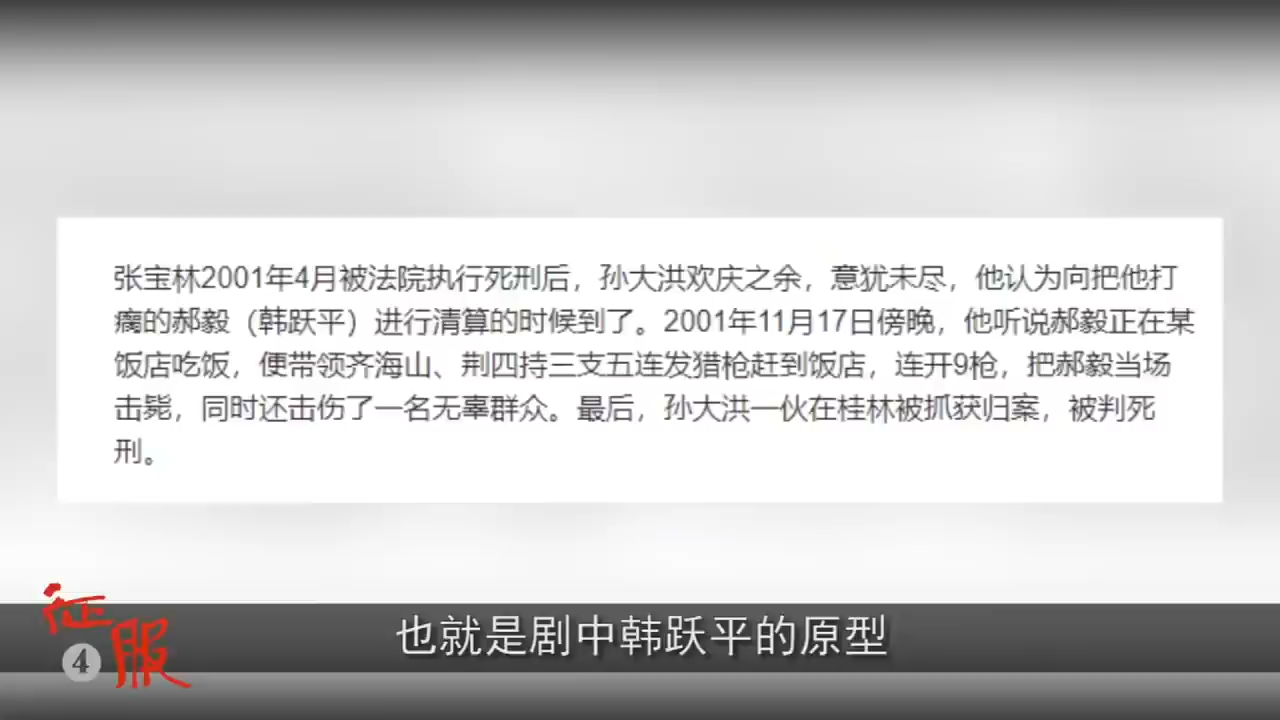 张宝林2001年4月被法院执行死刑后，孙大洪欢庆之余，意犹未尽，他认为向把他打
瘸的郝毅（韩跃平）进行清算的时候到了。2001年11月17日傍晚，他听说郝毅正在某
饭店吃饭，便带领齐海山、荆四持三支五连发猎枪赶到饭店，连开9枪，把郝毅当场
击毙，同时还击伤了一名无辜群众。最后，孙大洪一伙在桂林被抓获归案，被判死
刑。
征服
4
也就是剧中韩跃平的原型